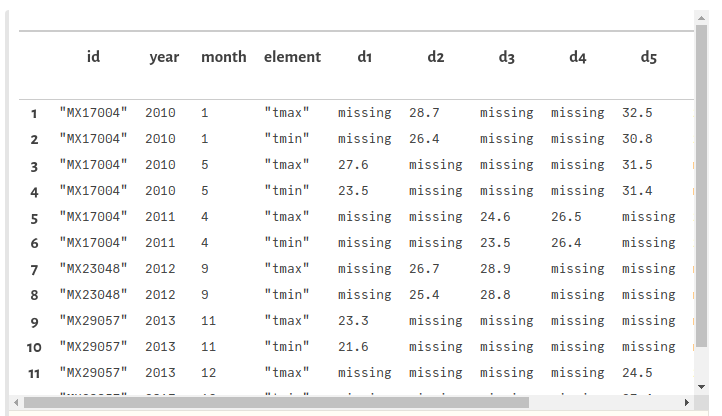 id year month element d1 d2 d3 d4 d5
1 "MX17004" 2010 1 "tmax" missing 28.7 missing missing 32.5
2 "MX17004" 2010 1 "tmin" missing 26.4 missing missing 30.8
3 "MX17004" 2010 5 "tmax" 27.6 missing missing missing 31.5
4 "MX17004" 2010 5 "tmin" 23.5 missing missing missing 31.4
5 "MX17004" 2011 4 "tmax" missing missing 24.6 26.5 missing
6 "MX17004" 2011 4 "tmin" missing missing 23.5 26.4 missing
7 "MX23048" 2012 9 "tmax" missing 26.7 28.9 missing missing
8 "MX23048" 2012 9 "tmin" missing 25.4 28.8 missing missing
9 "MX29057" 2013 11 "tmax" 23.3 missing missing missing missing
10 "MX29057" 2013 11 "tmin" 21.6 missing missing missing missing
11 "MX29057" 2013 12 "tmax" missing missing missing missing 24.5